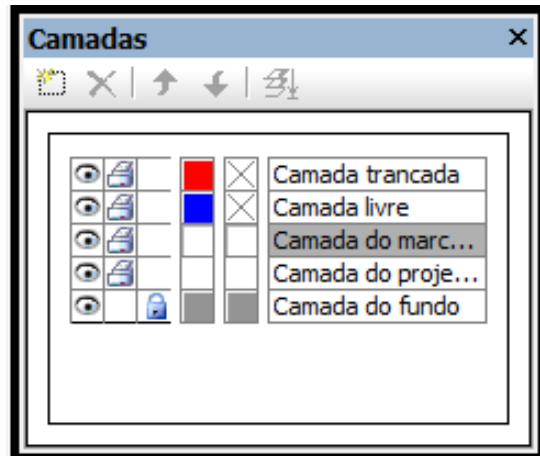 Camadas
Camada trancada
Camada livre
Camada do marc...
Camada do proje...
Camada do fundo